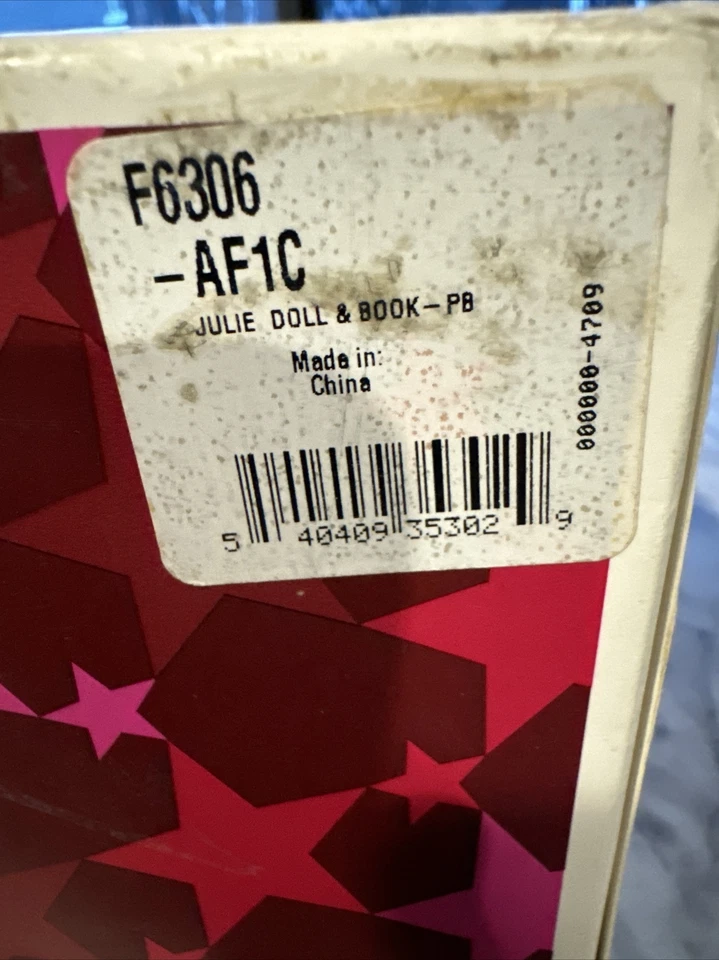 F6306
-AF1C
JULIE DOLL & BOOK-PB
Made in:
China
000000-4709
5 40409 35302 9